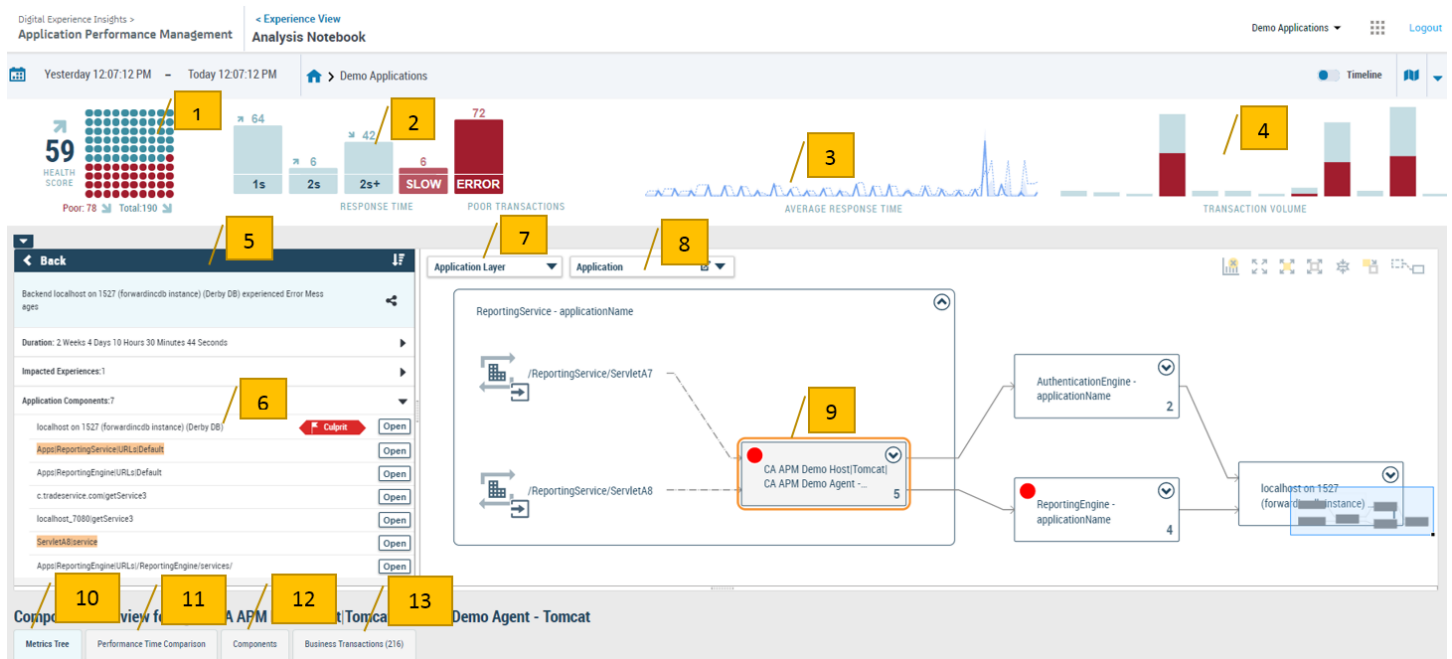 Digital Experience Insights >
Application Performance Management
< Experience View
Analysis Notebook
Demo Applications
Logout
Yesterday 12:07:12 PM – Today 12:07:12 PM
Demo Applications
Timeline
1
59
HEALTH
SCORE
Poor: 78 Total:190
64
6
42
2
6
72
1s
2s
2s+
SLOW
ERROR
RESPONSE TIME
POOR TRANSACTIONS
3
AVERAGE RESPONSE TIME
4
TRANSACTION VOLUME
5
Back
Backend localhost on 1527 (forwardincdb instance) (Derby DB) experienced Error Mess
ages
Duration: 2 Weeks 4 Days 10 Hours 30 Minutes 44 Seconds
Impacted Experiences:1
Application Components:7
6
localhost on 1527 (forwardincdb instance) (Derby DB) Culprit Open
Apps|ReportingService|URLs|Default Open
Apps|ReportingEngine|URLs|Default Open
c.tradeservice.com|getService3 Open
localhost_7080|getService3 Open
ServletA8|service Open
Apps|ReportingEngine|URLs|/ReportingEngine/services/ Open
7
8
Application Layer
Application
ReportingService - applicationName
/ReportingService/ServletA7
/ReportingService/ServletA8
9
CA APM Demo Host|Tomcat|
CA APM Demo Agent -...
5
AuthenticationEngine -
applicationName
2
ReportingEngine -
applicationName
4
localhost on 1527
10
11
12
13
Demo Agent - Tomcat
Metrics Tree
Performance Time Comparison
Components
Business Transactions (216)